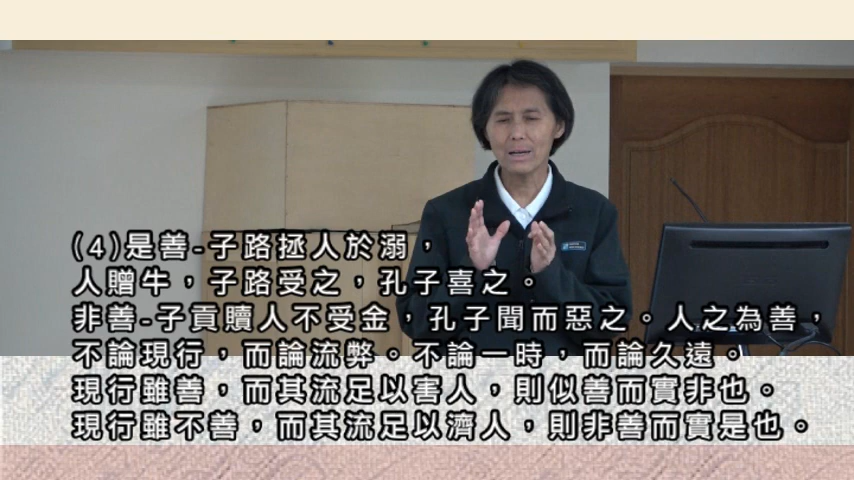 (4)是善-子路拯人於溺，
人贈牛，子路受之，孔子喜之。
非善-子貢贖人不受金，孔子聞而惡之。人之為善，
不論現行，而論流弊。不論一時，而論久遠。
現行雖善，而其流足以害人，則似善而實非也。
現行雖不善，而其流足以濟人，則非善而實是也。